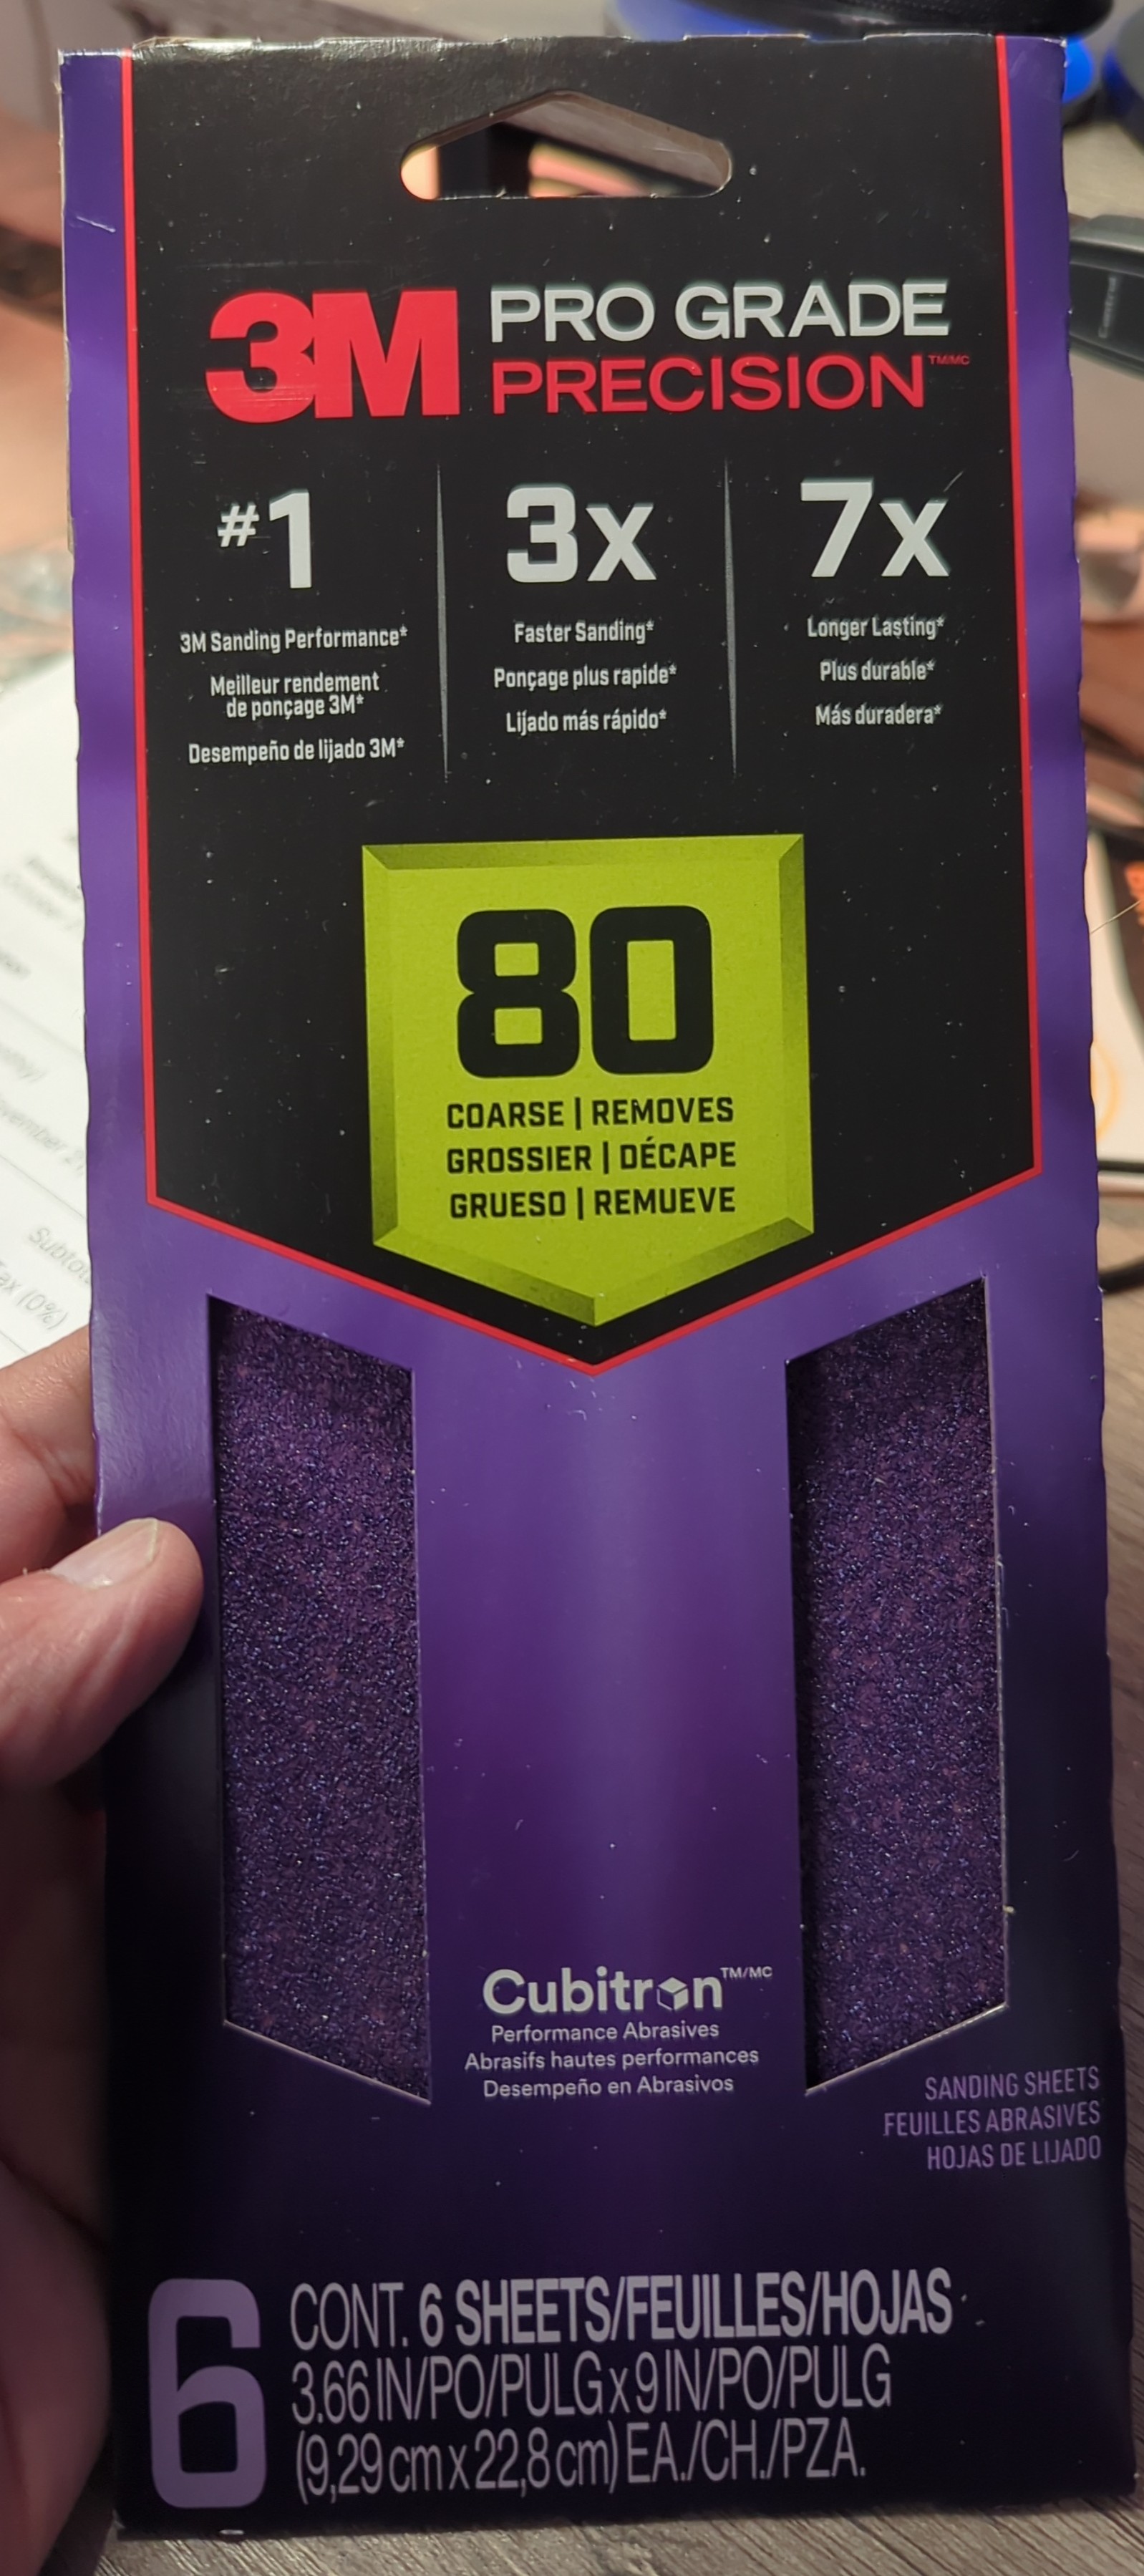 3M PRO GRADE
PRECISION™/MC
#1
3M Sanding Performance*
Meilleur rendement
de ponçage 3M*
Desempeño de lijado 3M*
3x
Faster Sanding*
Ponçage plus rapide*
Lijado más rápido*
7x
Longer Lasting*
Plus durable*
Más duradera*
80
COARSE | REMOVES
GROSSIER | DÉCAPE
GRUESO | REMUEVE
Cubitron™/MC
Performance Abrasives
Abrasifs hautes performances
Desempeño en Abrasivos
SANDING SHEETS
FEUILLES ABRASIVES
HOJAS DE LIJADO
6
CONT. 6 SHEETS/FEUILLES/HOJAS
3.66 IN/PO/PULG x 9 IN/PO/PULG
(9,29 cm x 22,8 cm) EA./CH./PZA.
Tax (0%)